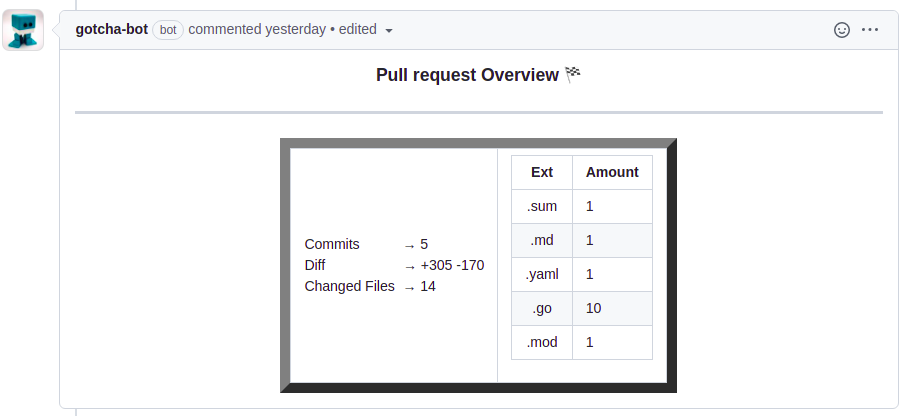 gotcha-bot bot commented yesterday • edited
Pull request Overview 🏁
Commits → 5
Diff → +305 -170
Changed Files → 14
Ext Amount
.sum 1
.md 1
.yaml 1
.go 10
.mod 1